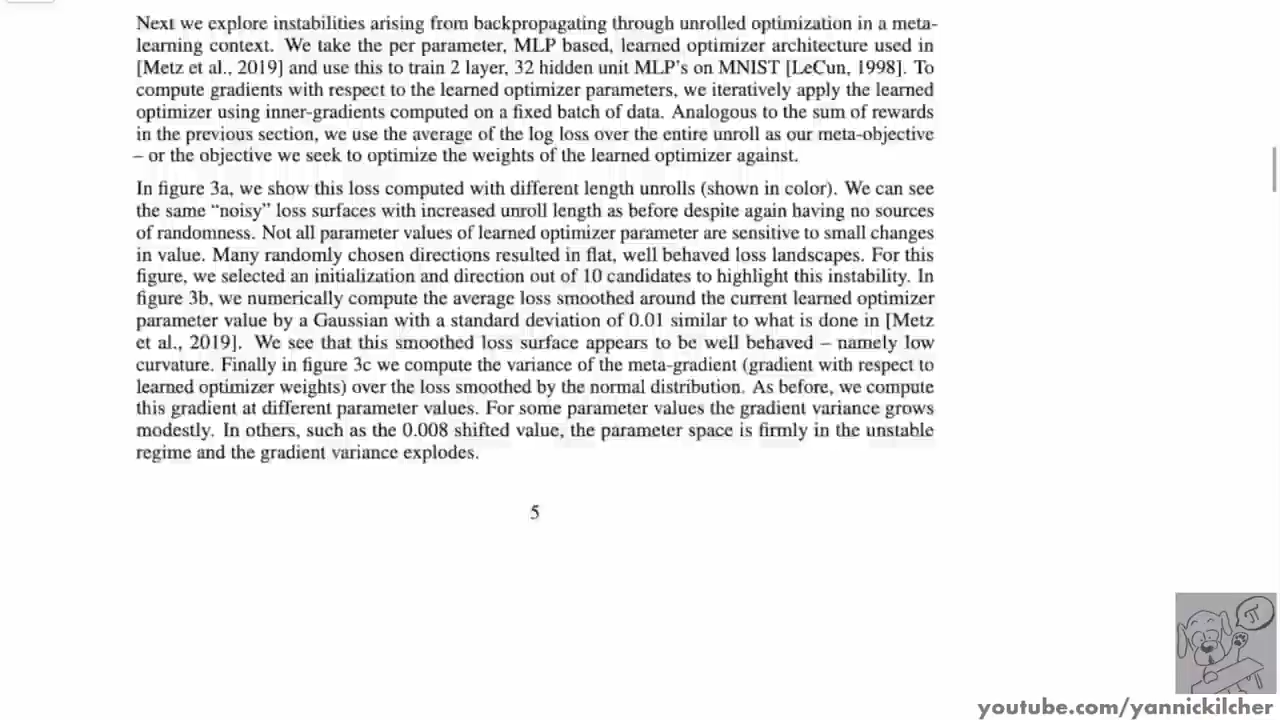 Next we explore instabilities arising from backpropagating through unrolled optimization in a meta-
learning context. We take the per parameter, MLP based, learned optimizer architecture used in
[Metz et al., 2019] and use this to train 2 layer, 32 hidden unit MLP's on MNIST [LeCun, 1998]. To
compute gradients with respect to the learned optimizer parameters, we iteratively apply the learned
optimizer using inner-gradients computed on a fixed batch of data. Analogous to the sum of rewards
in the previous section, we use the average of the log loss over the entire unroll as our meta-objective
– or the objective we seek to optimize the weights of the learned optimizer against.
In figure 3a, we show this loss computed with different length unrolls (shown in color). We can see
the same “noisy” loss surfaces with increased unroll length as before despite again having no sources
of randomness. Not all parameter values of learned optimizer parameter are sensitive to small changes
in value. Many randomly chosen directions resulted in flat, well behaved loss landscapes. For this
figure, we selected an initialization and direction out of 10 candidates to highlight this instability. In
figure 3b, we numerically compute the average loss smoothed around the current learned optimizer
parameter value by a Gaussian with a standard deviation of 0.01 similar to what is done in [Metz
et al., 2019]. We see that this smoothed loss surface appears to be well behaved – namely low
curvature. Finally in figure 3c we compute the variance of the meta-gradient (gradient with respect to
learned optimizer weights) over the loss smoothed by the normal distribution. As before, we compute
this gradient at different parameter values. For some parameter values the gradient variance grows
modestly. In others, such as the 0.008 shifted value, the parameter space is firmly in the unstable
regime and the gradient variance explodes.
5
π
youtube.com/yannickilcher